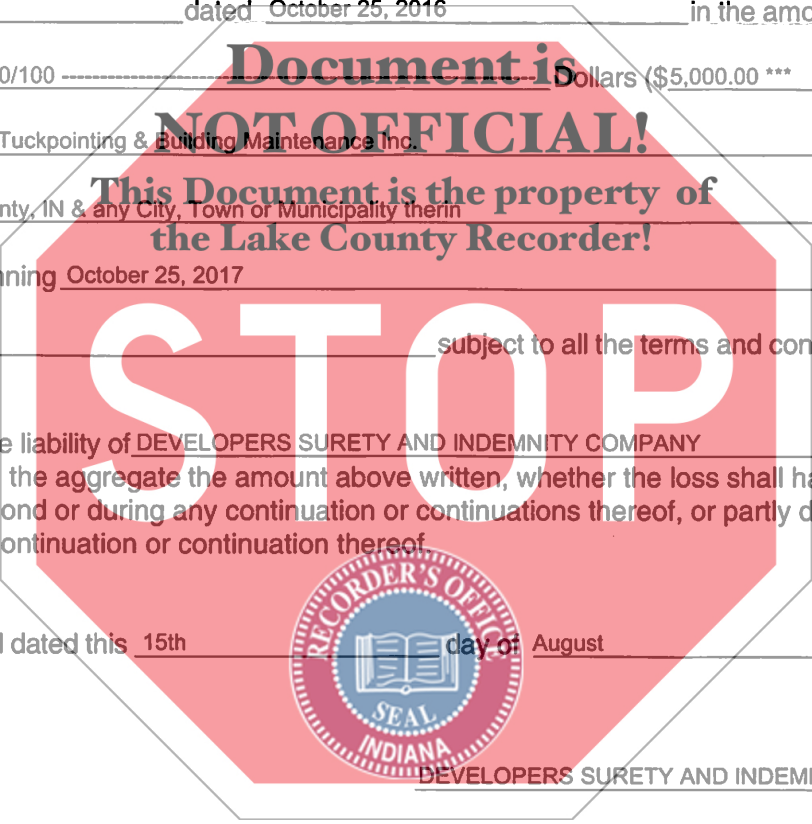 dated October 25, 2016 in the amo
0/100 Dollars ($5,000.00 ***
Document is
Tuckpointing & Building Maintenance Inc.
NOT OFFICIAL!
This Document is the property of
nty, IN & any City, Town or Municipality therin
the Lake County Recorder!
nning October 25, 2017
STOP
subject to all the terms and con
e liability of DEVELOPERS SURETY AND INDEMNITY COMPANY
the aggregate the amount above written, whether the loss shall ha
ond or during any continuation or continuations thereof, or partly d
ontinuation or continuation thereof.
RECORDER'S OFFICE
SEAL
INDIANA
d dated this 15th day of August
DEVELOPERS SURETY AND INDEM